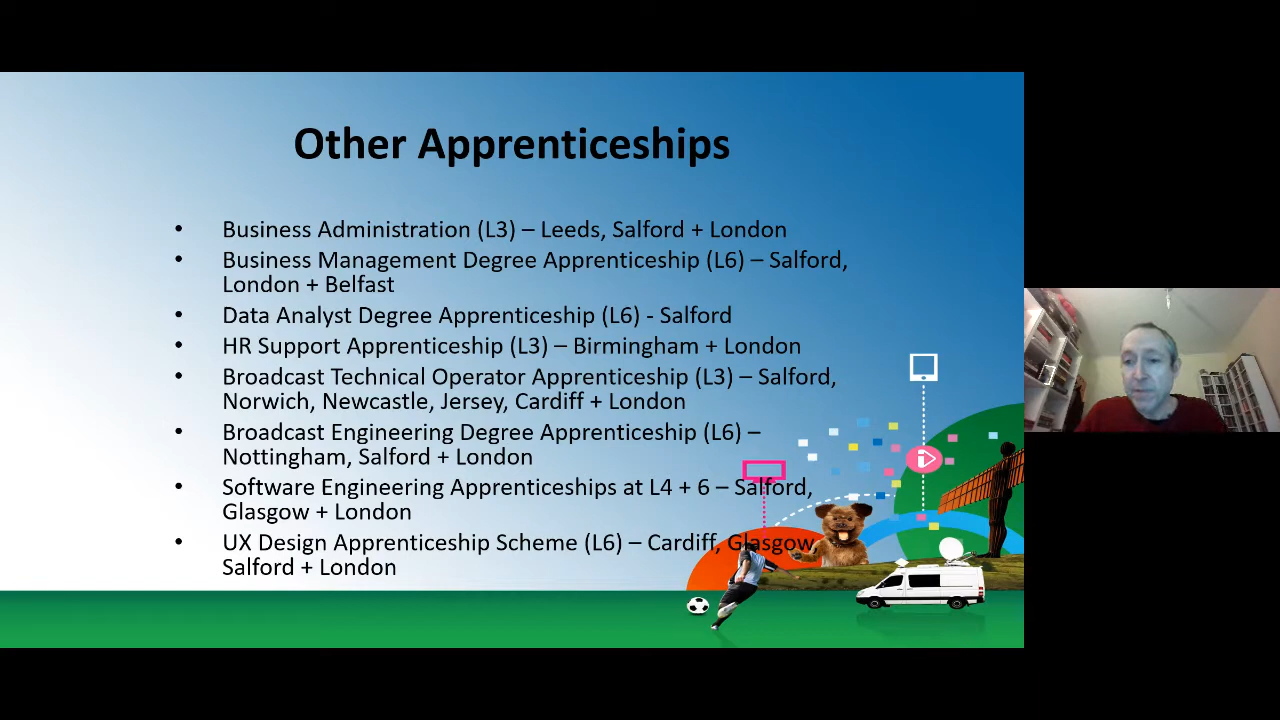 Other Apprenticeships
• Business Administration (L3) – Leeds, Salford + London
• Business Management Degree Apprenticeship (L6) – Salford,
London + Belfast
• Data Analyst Degree Apprenticeship (L6) - Salford
• HR Support Apprenticeship (L3) – Birmingham + London
• Broadcast Technical Operator Apprenticeship (L3) – Salford,
Norwich, Newcastle, Jersey, Cardiff + London
• Broadcast Engineering Degree Apprenticeship (L6) –
Nottingham, Salford + London
• Software Engineering Apprenticeships at L4 + 6 – Salford,
Glasgow + London
• UX Design Apprenticeship Scheme (L6) – Cardiff, Glasgow,
Salford + London